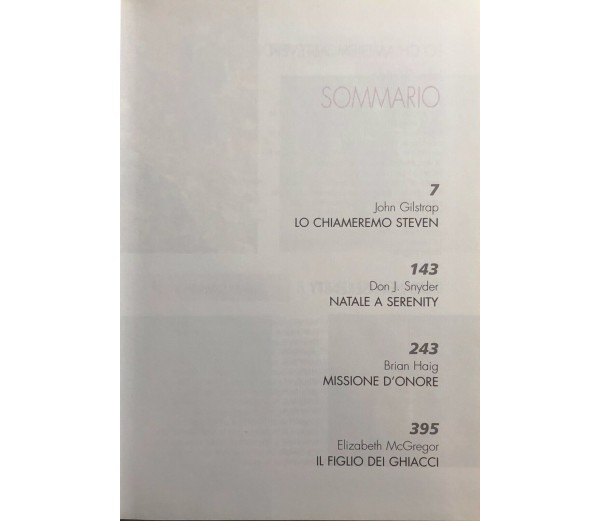 SOMMARIO
7
John Gilstrap
LO CHIAMEREMO STEVEN
143
Don J. Snyder
NATALE A SERENITY
243
Brian Haig
MISSIONE D'ONORE
395
Elizabeth McGregor
IL FIGLIO DEI GHIACCI